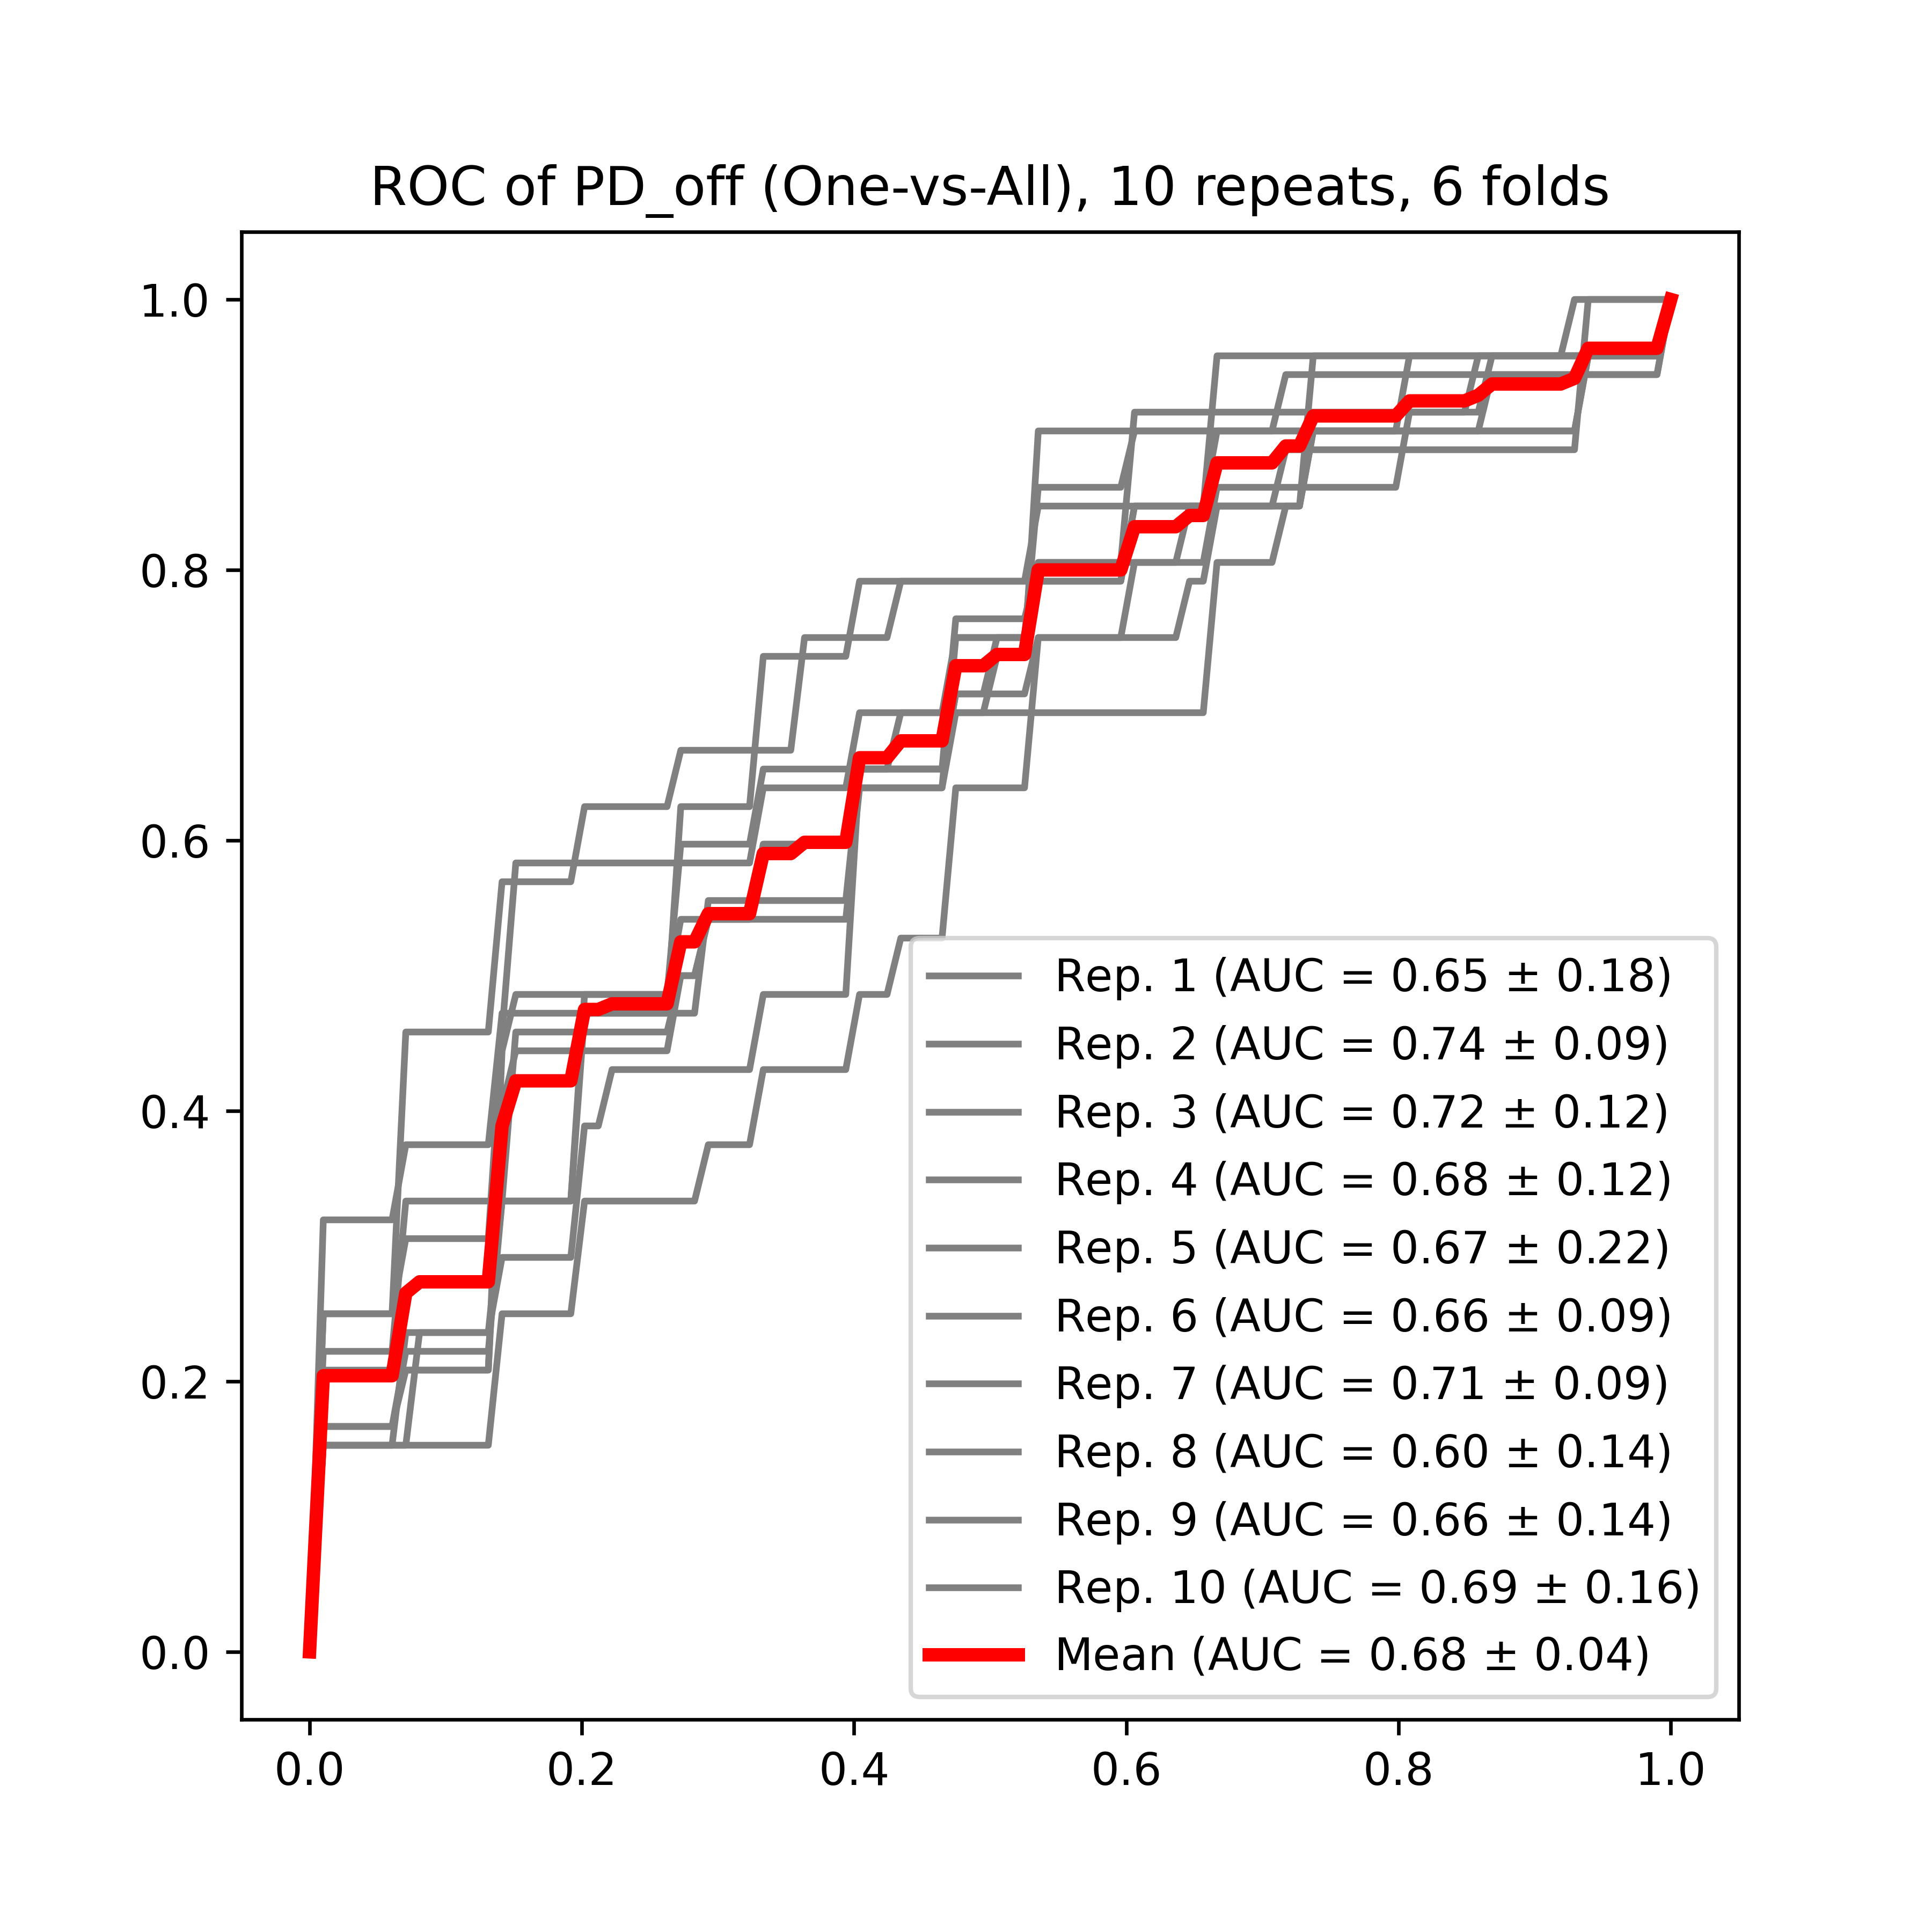 ROC of PD_off (One-vs-All), 10 repeats, 6 folds
1.0
0.8
0.6
0.4
0.2
0.0
Rep. 1 (AUC = 0.65 ± 0.18)
Rep. 2 (AUC = 0.74 ± 0.09)
Rep. 3 (AUC = 0.72 ± 0.12)
Rep. 4 (AUC = 0.68 ± 0.12)
Rep. 5 (AUC = 0.67 ± 0.22)
Rep. 6 (AUC = 0.66 ± 0.09)
Rep. 7 (AUC = 0.71 ± 0.09)
Rep. 8 (AUC = 0.60 ± 0.14)
Rep. 9 (AUC = 0.66 ± 0.14)
Rep. 10 (AUC = 0.69 ± 0.16)
Mean (AUC = 0.68 ± 0.04)
0.0 0.2 0.4 0.6 0.8 1.0